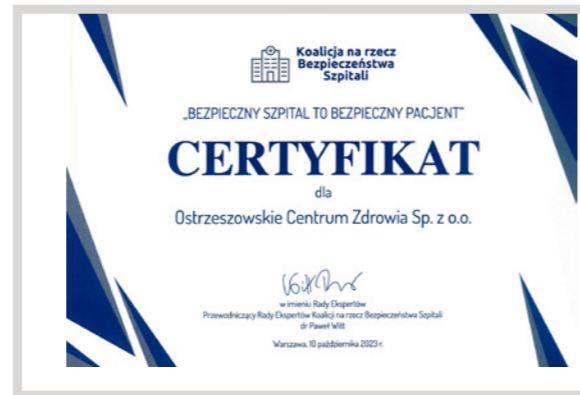 Koalicja na rzecz
Bezpieczeństwa
Szpitali
„BEZPIECZNY SZPITAL TO BEZPIECZNY PACJENT”
CERTYFIKAT
dla
Ostrzeszowskie Centrum Zdrowia Sp. z o.o.
w imieniu Rady Ekspertów
Przewodniczący Rady Ekspertów Koalicji na rzecz Bezpieczeństwa Szpitali
dr Paweł Witt
Warszawa, 10 października 2023 r.